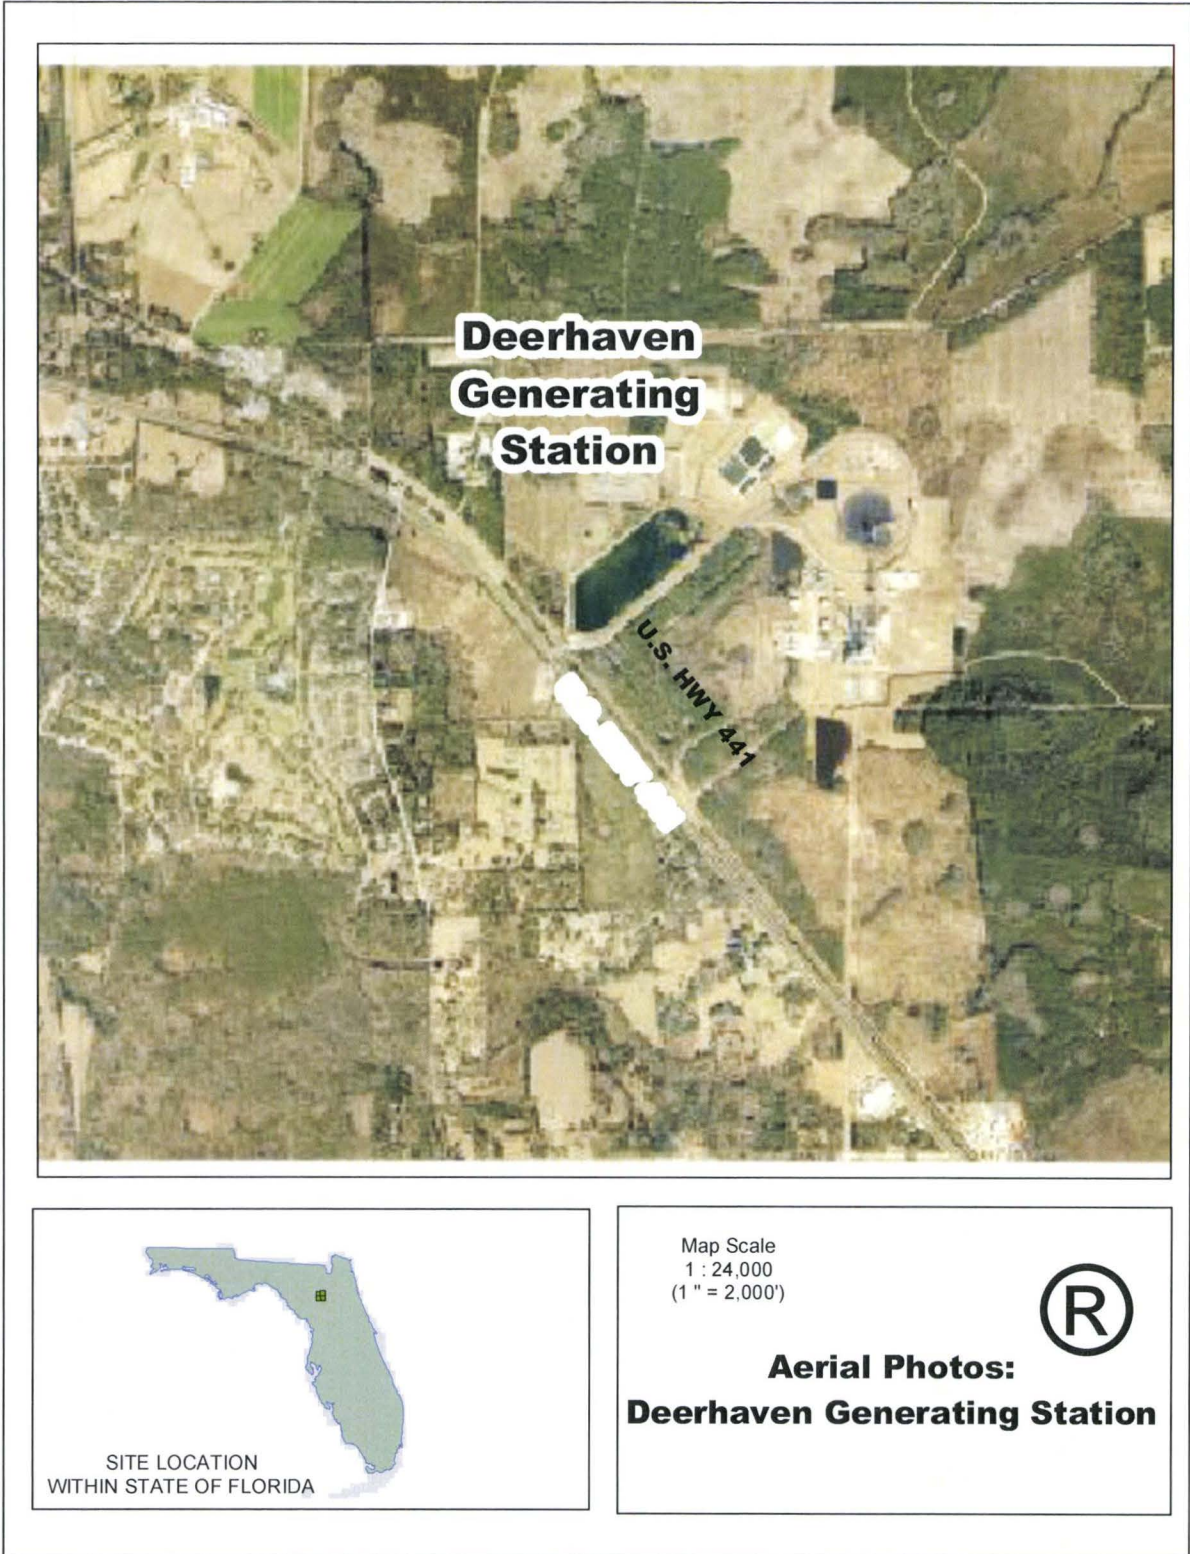 Deerhaven
Generating
Station
U.S. HWY 441
SITE LOCATION
WITHIN STATE OF FLORIDA
Map Scale
1 : 24,000
(1 " = 2,000')
®
Aerial Photos:
Deerhaven Generating Station